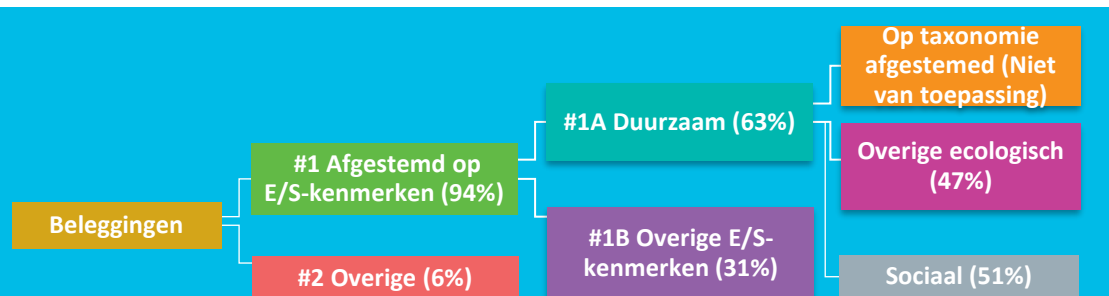 Beleggingen
#1 Afgestemd op
E/S-kenmerken (94%)
#2 Overige (6%)
#1A Duurzaam (63%)
#1B Overige E/S-
kenmerken (31%)
Op taxonomie
afgestemed (Niet
van toepassing)
Overige ecologisch
(47%)
Sociaal (51%)